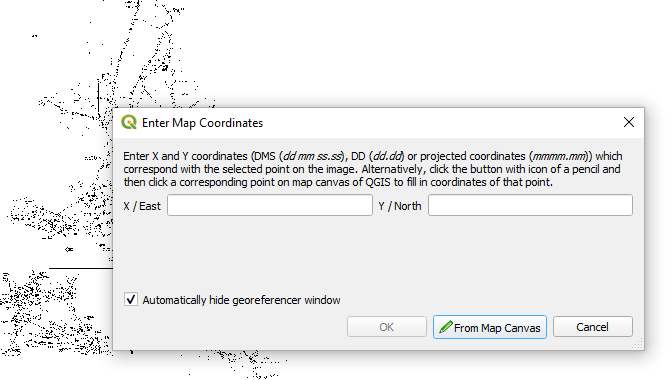 Enter Map Coordinates
Enter X and Y coordinates (DMS (dd mm ss.ss), DD (dd.dd) or projected coordinates (mmmm.mm)) which
correspond with the selected point on the image. Alternatively, click the button with icon of a pencil and
then click a corresponding point on map canvas of QGIS to fill in coordinates of that point.
X / East Y / North
Automatically hide georeferencer window
OK From Map Canvas Cancel